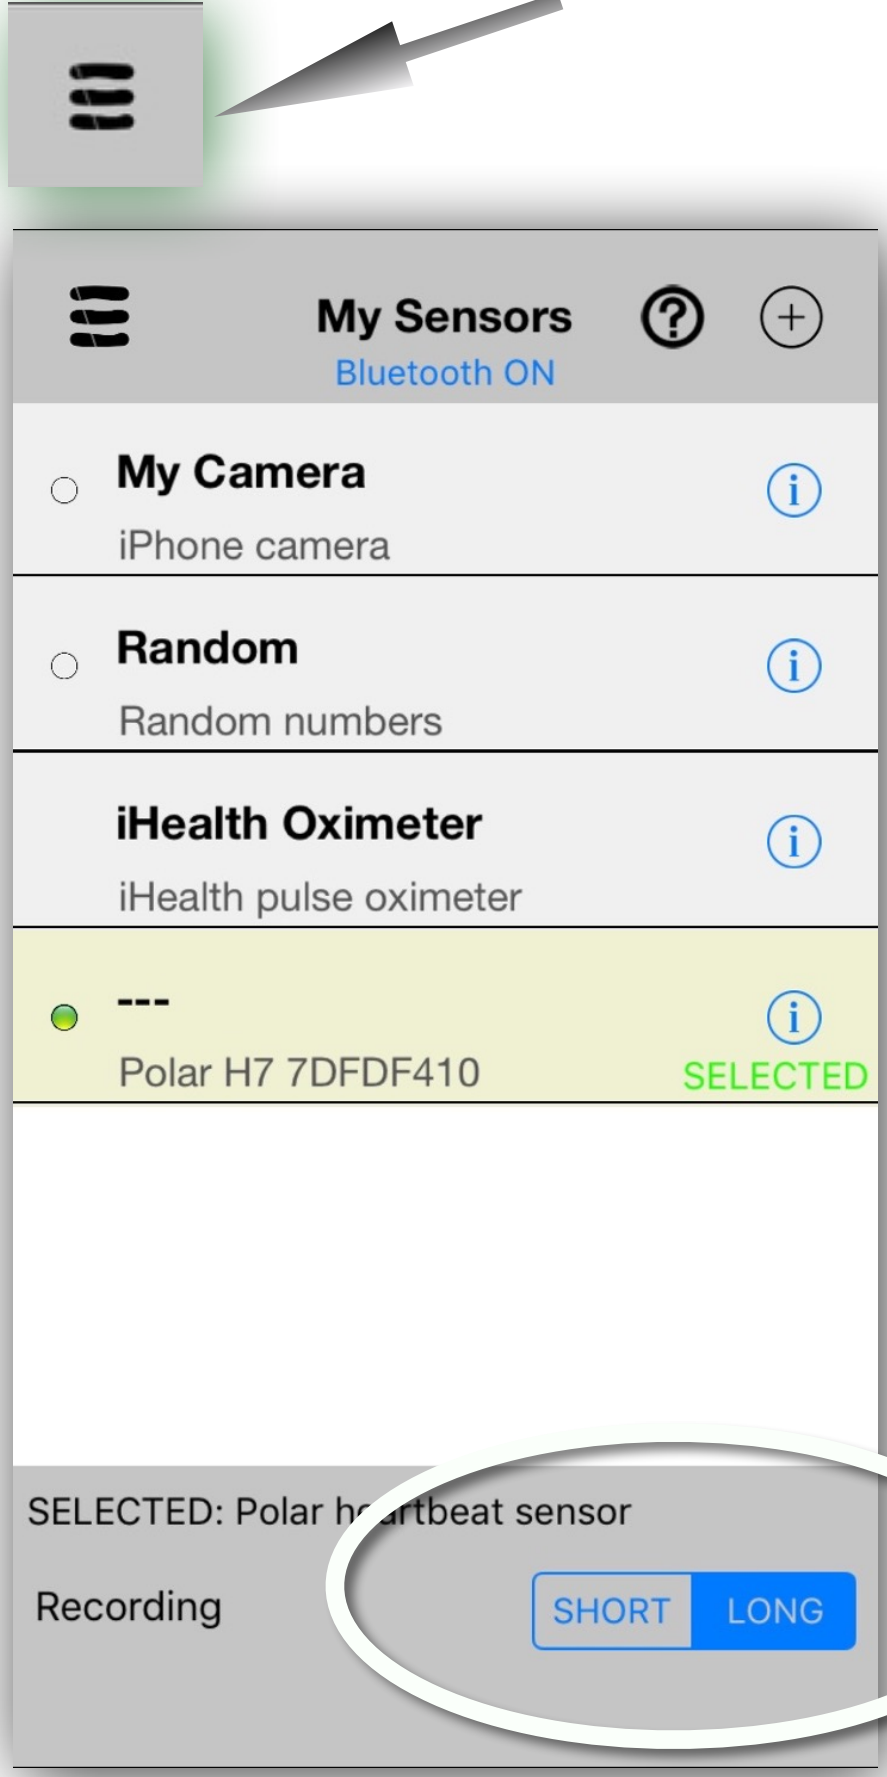 My Sensors
Bluetooth ON
My Camera
iPhone camera
Random
Random numbers
iHealth Oximeter
iHealth pulse oximeter
---
Polar H7 7DFDF410
SELECTED
SELECTED: Polar heartbeat sensor
Recording
SHORT LONG